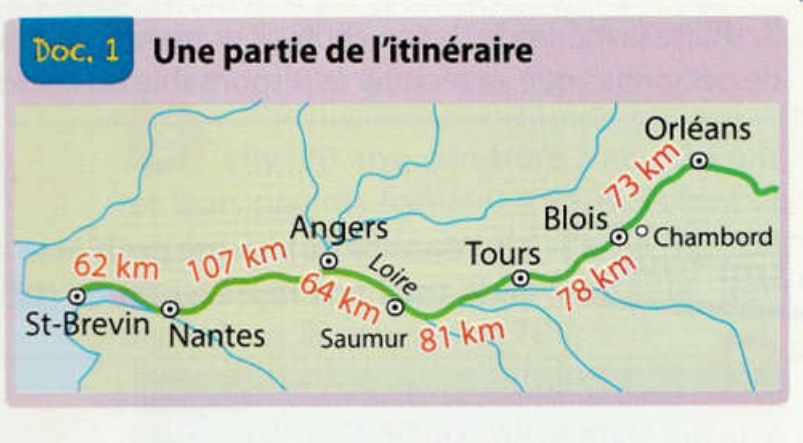 Doc. 1 Une partie de l'itinéraire
Orléans
73 km
Blois
Chambord
Angers
Tours
62 km
107 km
Loire
64 km
78 km
St-Brevin
Nantes
Saumur
81 km